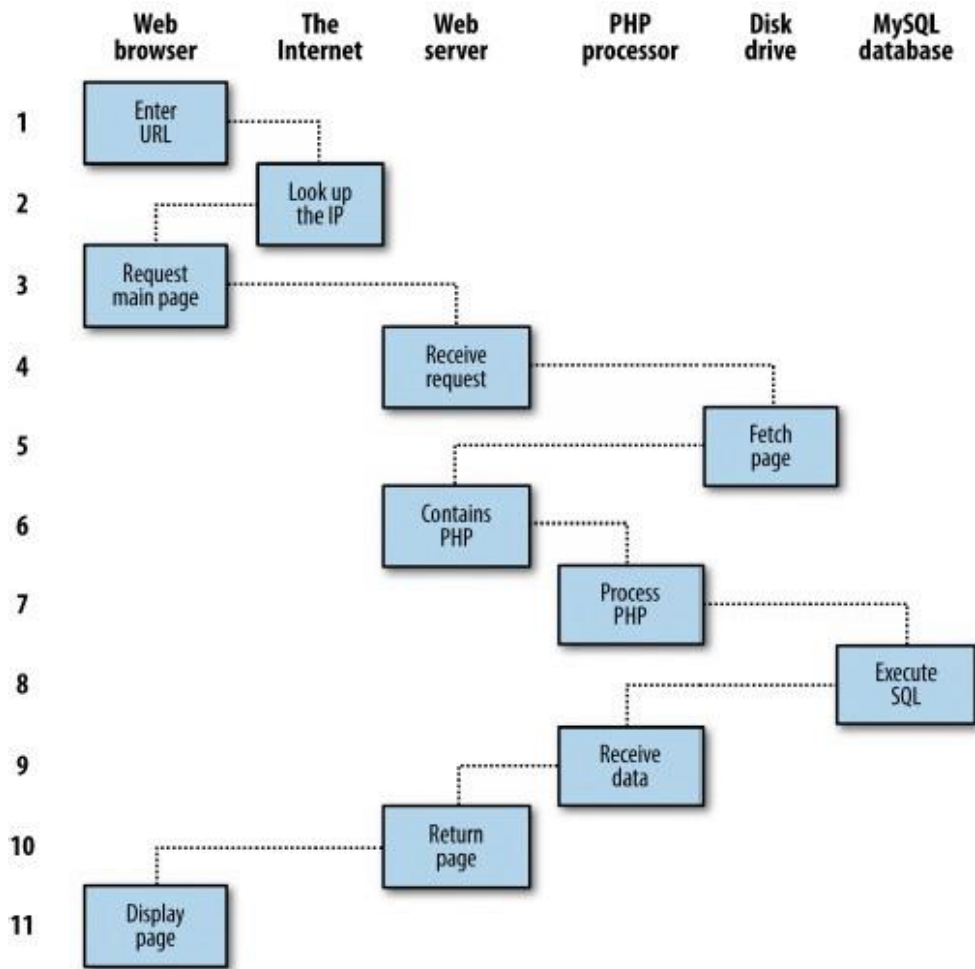 Web
browser
The
Internet
Web
server
PHP
processor
Disk
drive
MySQL
database
1
Enter
URL
2
Look up
the IP
3
Request
main page
4
Receive
request
5
Fetch
page
6
Contains
PHP
7
Process
PHP
8
Execute
SQL
9
Receive
data
10
Return
page
11
Display
page